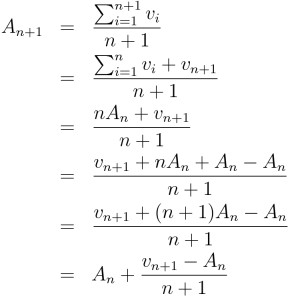 A_{n+1} = \frac{\sum_{i=1}^{n+1} v_i}{n+1}
= \frac{\sum_{i=1}^{n} v_i + v_{n+1}}{n+1}
= \frac{nA_n + v_{n+1}}{n+1}
= \frac{v_{n+1} + nA_n + A_n - A_n}{n+1}
= \frac{v_{n+1} + (n+1)A_n - A_n}{n+1}
= A_n + \frac{v_{n+1} - A_n}{n+1}